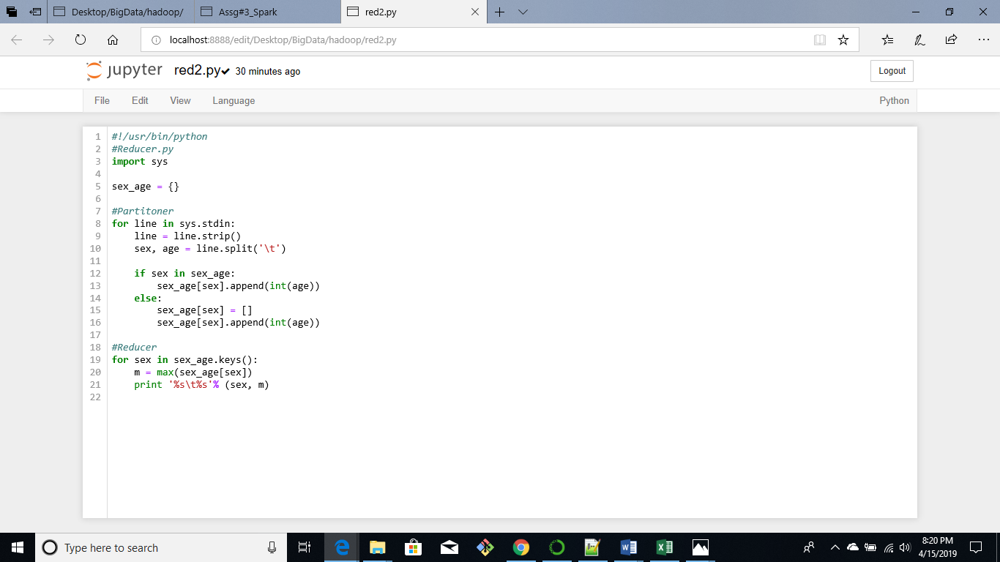 Desktop/BigData/hadoop/
Assg#3_Spark
red2.py
localhost:8888/edit/Desktop/BigData/hadoop/red2.py
jupyter red2.py 30 minutes ago
Logout
File Edit View Language
Python
1 #!/usr/bin/python
2 #Reducer.py
3 import sys
4
5 sex_age = {}
6
7 #Partitoner
8 for line in sys.stdin:
9     line = line.strip()
10     sex, age = line.split('\t')
11
12     if sex in sex_age:
13         sex_age[sex].append(int(age))
14     else:
15         sex_age[sex] = []
16         sex_age[sex].append(int(age))
17
18 #Reducer
19 for sex in sex_age.keys():
20     m = max(sex_age[sex])
21     print '%s\t%s'% (sex, m)
22
Type here to search
8:20 PM
4/15/2019